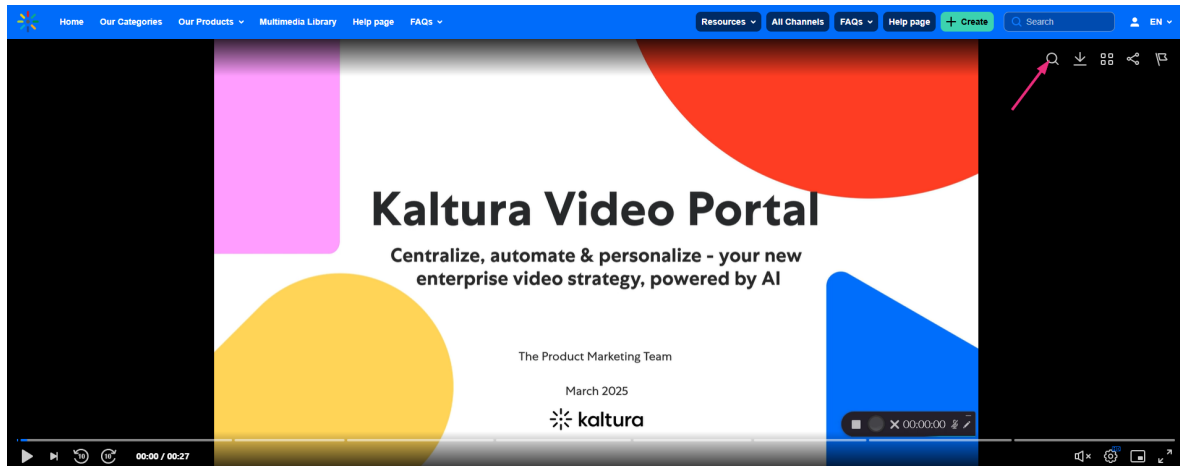 Home Our Categories Our Products Multimedia Library Help page FAQs Resources All Channels FAQs Help page + Create Search EN
Kaltura Video Portal
Centralize, automate & personalize - your new
enterprise video strategy, powered by AI
The Product Marketing Team
March 2025
kaltura
00:00:00
10 10 00:00 / 00:27